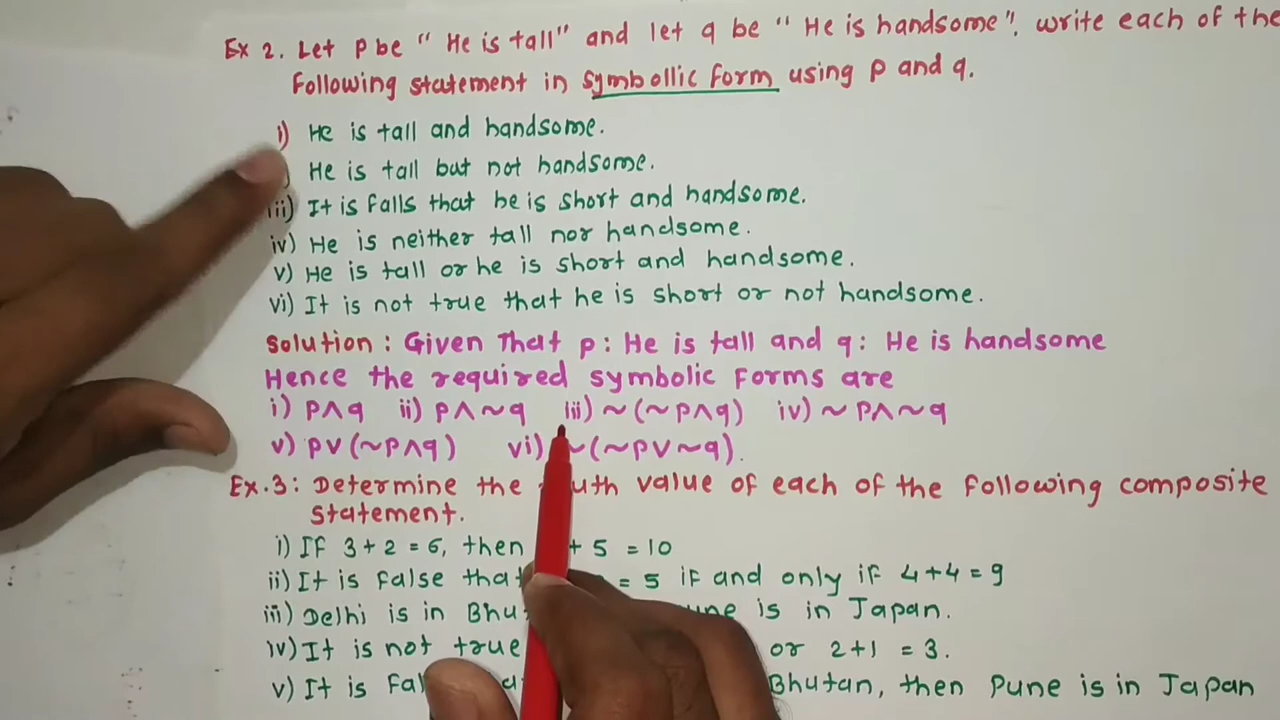 Ex 2. Let p be " He is tall" and let q be " He is handsome". write each of the
following statement in symbollic form using p and q.
i) He is tall and handsome.
He is tall but not handsome.
iii) It is falls that he is short and handsome.
iv) He is neither tall nor handsome.
v) He is tall or he is short and handsome.
vi) It is not true that he is short or not handsome.
Solution : Given That p : He is tall and q : He is handsome
Hence the required symbolic forms are
i) p∧q ii) p∧~q iii) ~(~p∧q) iv) ~p∧~q
v) p∨(~p∧q) vi) ~(~p∨~q).
Ex.3 : Determine the truth value of each of the following composite
statement.
i) If 3+2 = 6, then + 5 = 10
ii) It is false that = 5 if and only if 4+4 = 9
iii) Delhi is in is in Japan.
iv) It is not true or 2+1 = 3.
v) It is Bhutan, then Pune is in Japan